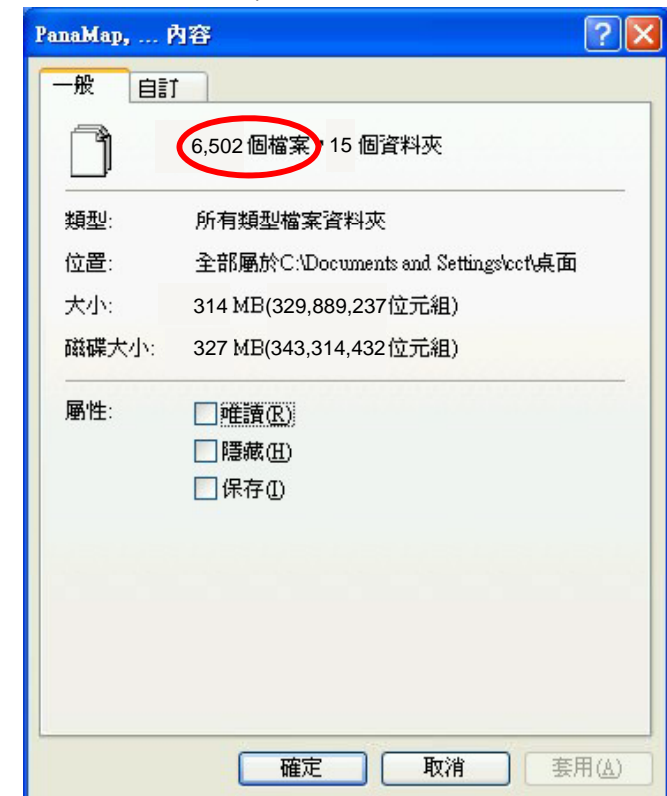 PanaMap, ... 內容
一般 自訂
6,502 個檔案，15 個資料夾
類型: 所有類型檔案資料夾
位置: 全部屬於C:\Documents and Settings\cct\桌面
大小: 314 MB(329,889,237位元組)
磁碟大小: 327 MB(343,314,432位元組)
屬性: 唯讀(R)
隱藏(H)
保存(I)
確定 取消 套用(A)